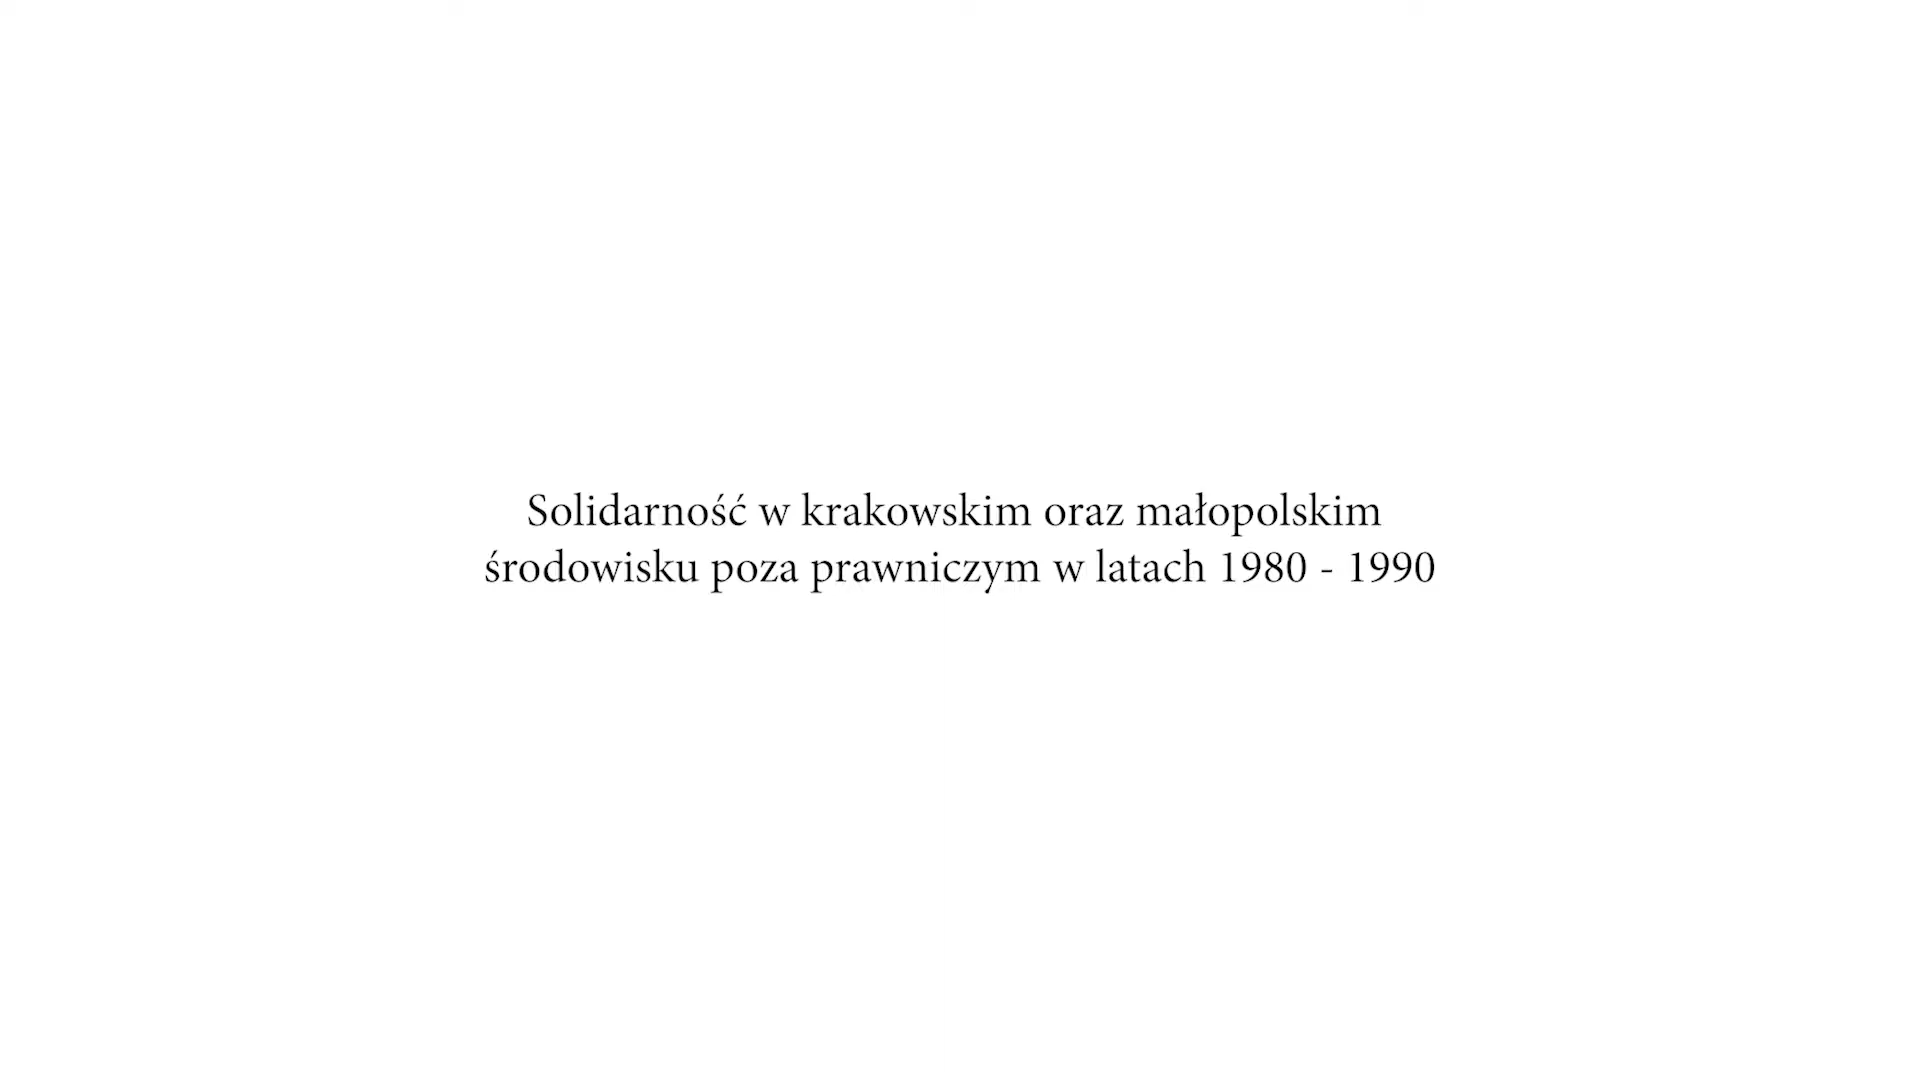 Solidarność w krakowskim oraz małopolskim
środowisku poza prawniczym w latach 1980 - 1990